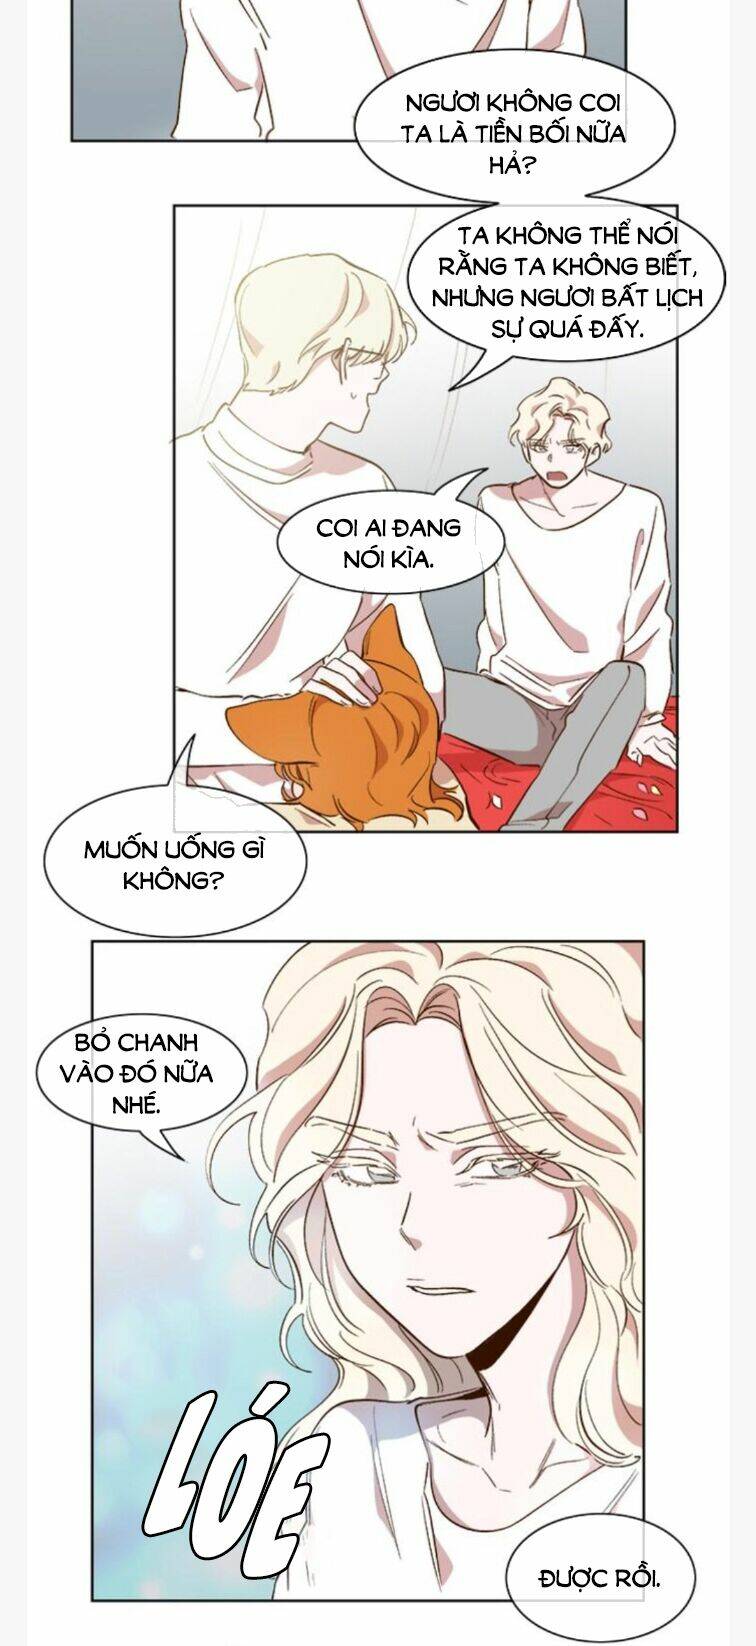 NGƯƠI KHÔNG COI
TA LÀ TIỀN BỐI NỮA
HẢ?
TA KHÔNG THỂ NÓI
RẰNG TA KHÔNG BIẾT,
NHƯNG NGƯƠI BẤT LỊCH
SỰ QUÁ ĐẤY.
COI AI ĐANG
NÓI KÌA.
MUỐN UỐNG GÌ
KHÔNG?
BỎ CHANH
VÀO ĐÓ NỮA
NHÉ.
LÓE
ĐƯỢC RỒI.